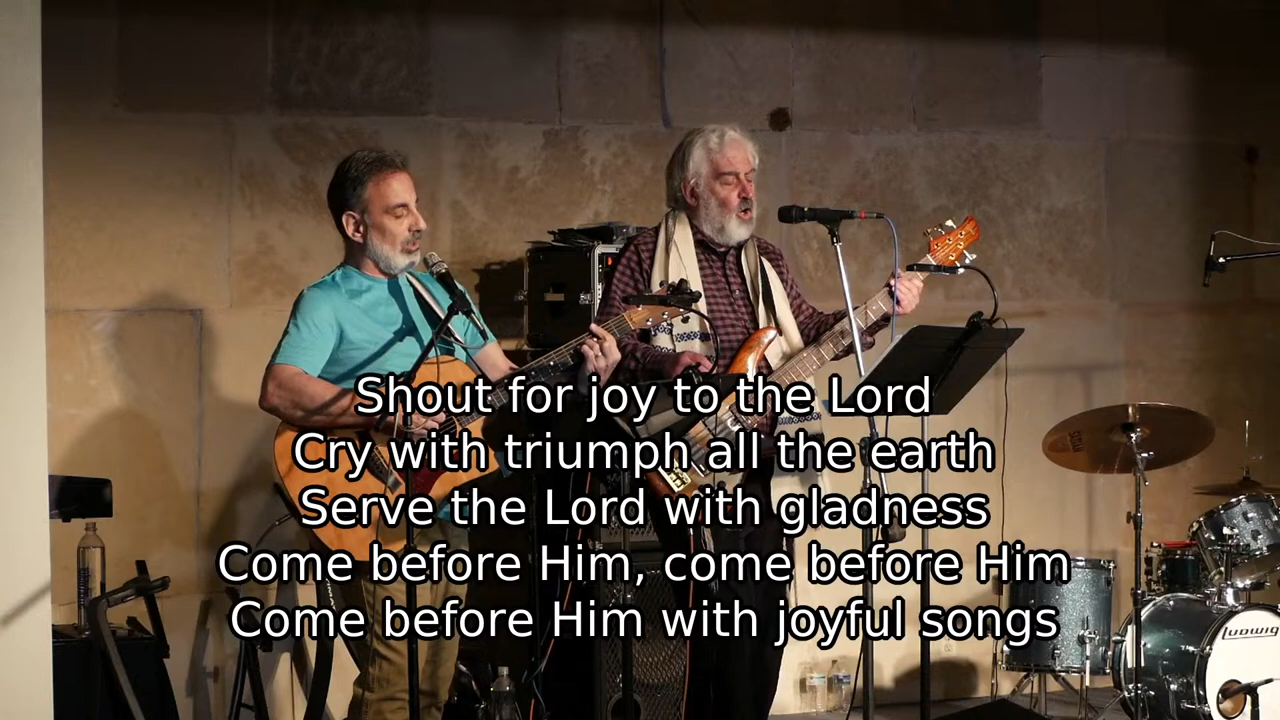 Shout for joy to the Lord
Cry with triumph all the earth
Serve the Lord with gladness
Come before Him, come before Him
Come before Him with joyful songs
Ludwig